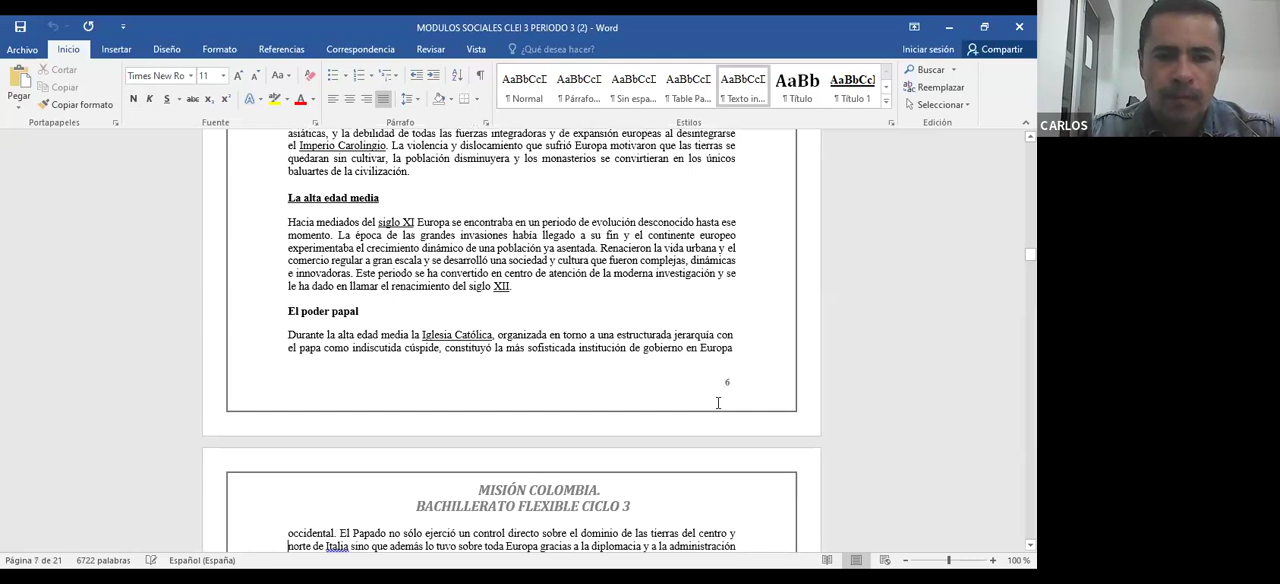 MODULOS SOCIALES CLEI 3 PERIODO 3 (2) - Word
Archivo Inicio Insertar Diseño Formato Referencias Correspondencia Revisar Vista ¿Qué desea hacer? Iniciar sesión Compartir
Pegar
Cortar
Copiar
Copiar formato
Portapapeles
Times New Ro 11
N K S abc x₂ x²
Fuente
Párrafo
AaBbCcD AaBbCcD AaBbCcD AaBbCcD AaBbCcD AaBb AaBbCcI
¶ Normal ¶ Párrafo... ¶ Sin espa... ¶ Table Pa... ¶ Texto in... ¶ Título ¶ Título 1
Estilos
Buscar
Reemplazar
Seleccionar
Edición
CARLOS
asiáticas, y la debilidad de todas las fuerzas integradoras y de expansión europeas al desintegrarse
el Imperio Carolingio. La violencia y dislocamiento que sufrió Europa motivaron que las tierras se
quedaran sin cultivar, la población disminuyera y los monasterios se convirtieran en los únicos
baluartes de la civilización.
La alta edad media
Hacia mediados del siglo XI Europa se encontraba en un periodo de evolución desconocido hasta ese
momento. La época de las grandes invasiones había llegado a su fin y el continente europeo
experimentaba el crecimiento dinámico de una población ya asentada. Renacieron la vida urbana y el
comercio regular a gran escala y se desarrolló una sociedad y cultura que fueron complejas, dinámicas
e innovadoras. Este periodo se ha convertido en centro de atención de la moderna investigación y se
le ha dado en llamar el renacimiento del siglo XII.
El poder papal
Durante la alta edad media la Iglesia Católica, organizada en torno a una estructurada jerarquía con
el papa como indiscutida cúspide, constituyó la más sofisticada institución de gobierno en Europa
6
MISIÓN COLOMBIA.
BACHILLERATO FLEXIBLE CICLO 3
occidental. El Papado no sólo ejerció un control directo sobre el dominio de las tierras del centro y
norte de Italia sino que además lo tuvo sobre toda Europa gracias a la diplomacia y a la administración
Página 7 de 21 6722 palabras Español (España) 100 %